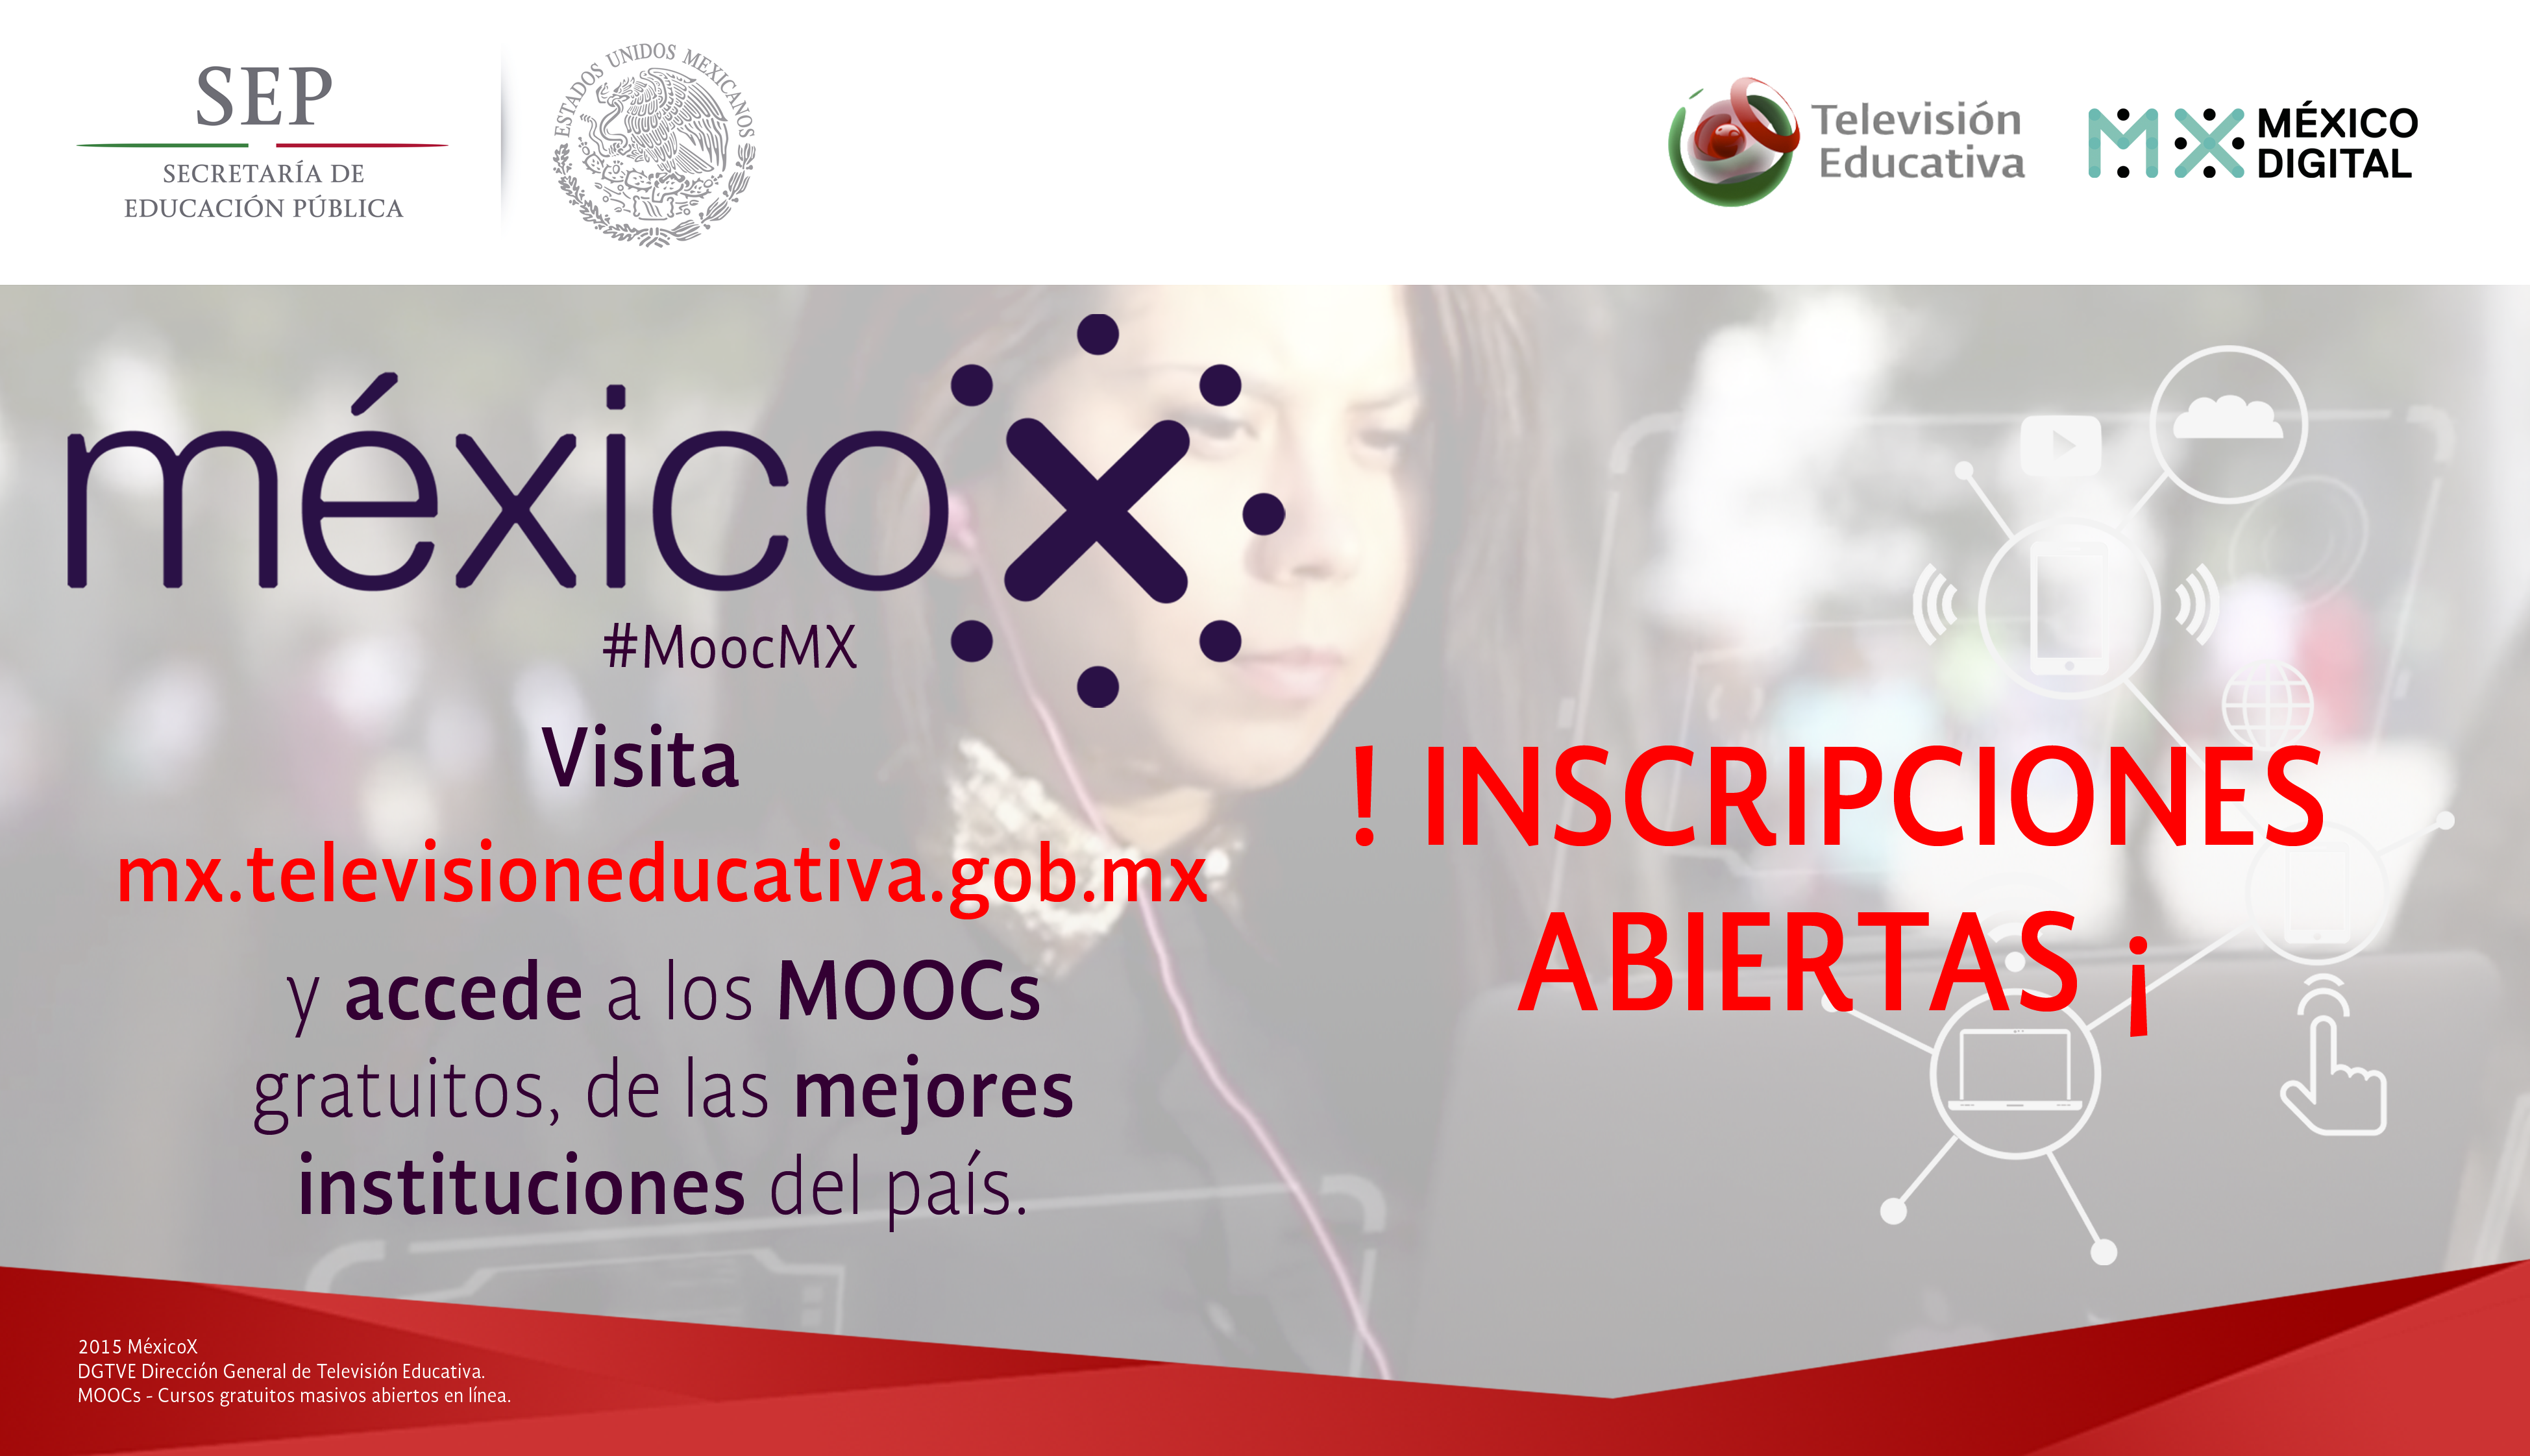 SEP
SECRETARÍA DE
EDUCACIÓN PÚBLICA
ESTADOS UNIDOS MEXICANOS
Televisión
Educativa
MX MÉXICO
DIGITAL
méxicox
#MoocMX
Visita
mx.televisioneducativa.gob.mx
y accede a los MOOCs
gratuitos, de las mejores
instituciones del país.
! INSCRIPCIONES
ABIERTAS ¡
2015 MéxicoX
DGTVE Dirección General de Televisión Educativa.
MOOCs - Cursos gratuitos masivos abiertos en línea.